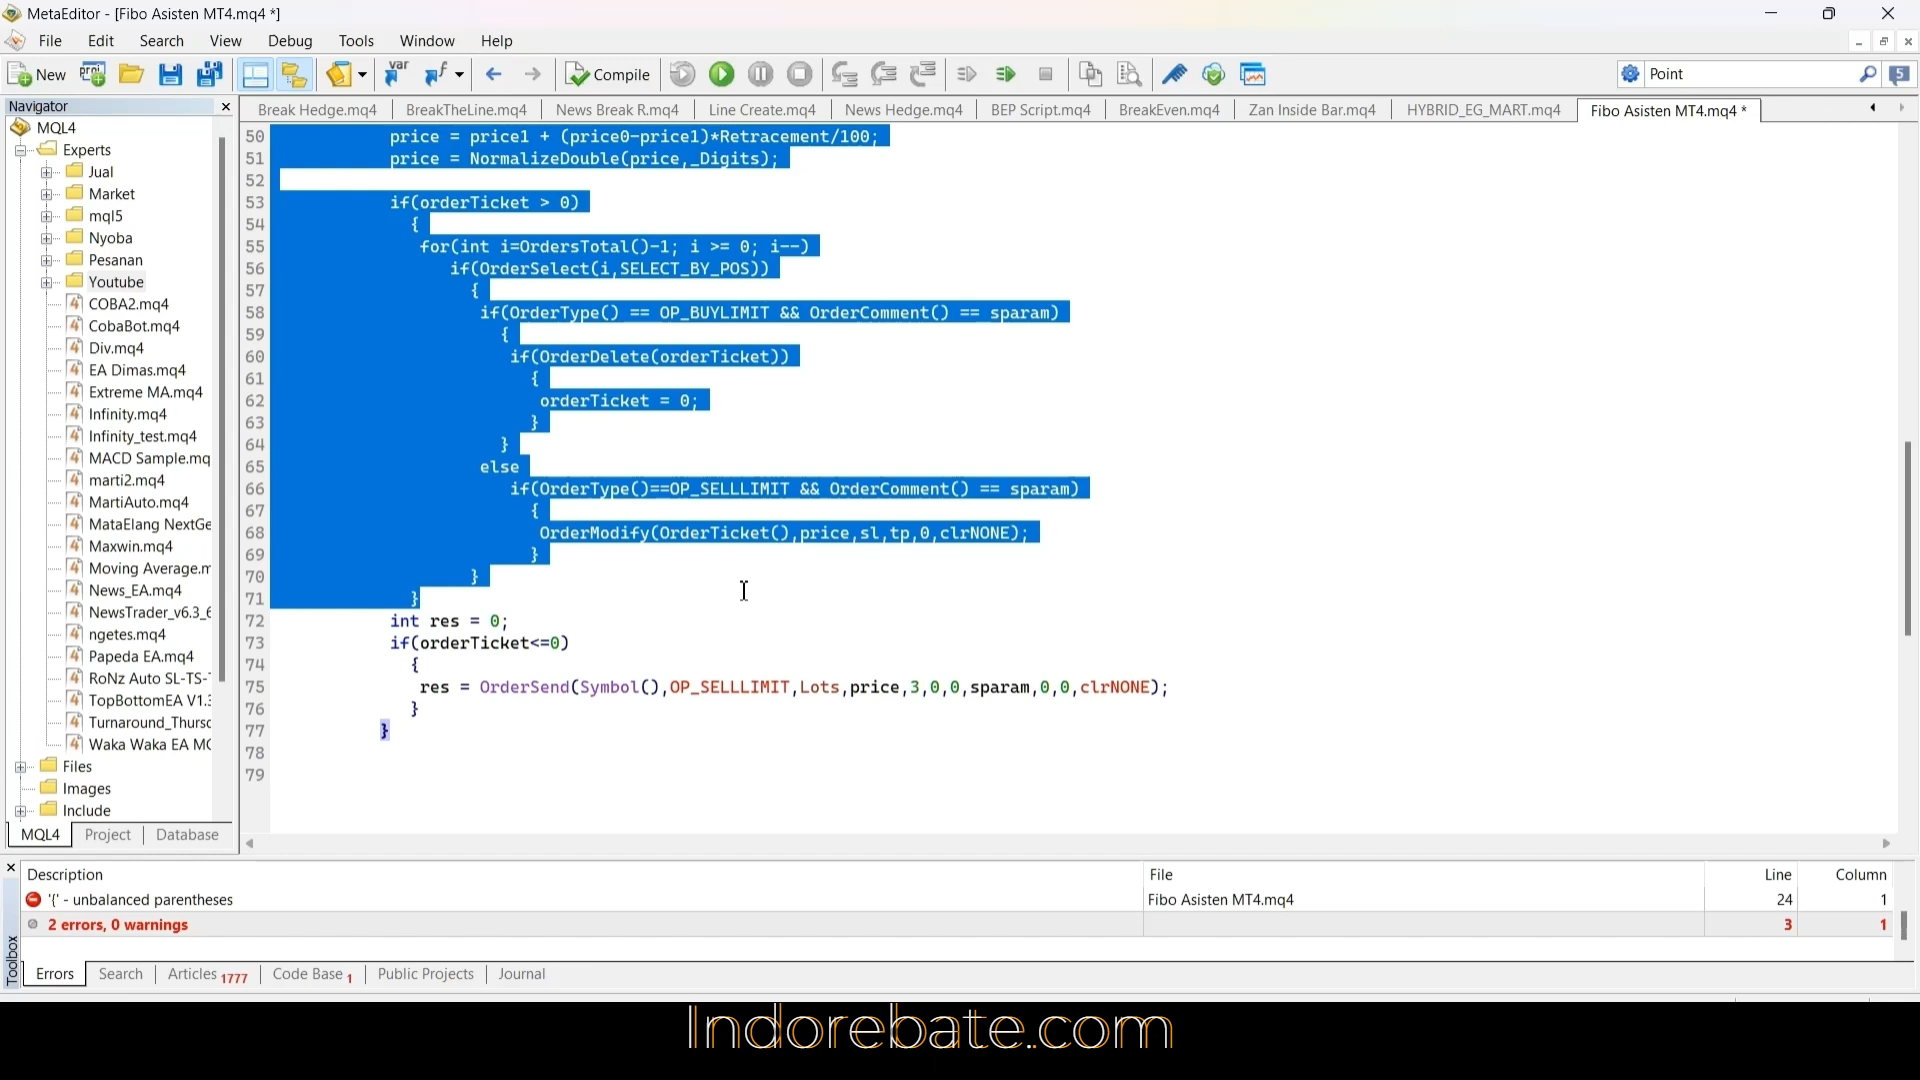 MetaEditor - [Fibo Asisten MT4.mq4 *]
File Edit Search View Debug Tools Window Help
New var Compile Point 5
Navigator
Break Hedge.mq4 BreakTheLine.mq4 News Break R.mq4 Line Create.mq4 News Hedge.mq4 BEP Script.mq4 BreakEven.mq4 Zan Inside Bar.mq4 HYBRID_EG_MART.mq4 Fibo Asisten MT4.mq4 *
MQL4
Experts
Jual
Market
mql5
Nyoba
Pesanan
Youtube
COBA2.mq4
CobaBot.mq4
Div.mq4
EA Dimas.mq4
Extreme MA.mq4
Infinity.mq4
Infinity_test.mq4
MACD Sample.mq
marti2.mq4
MartiAuto.mq4
MataElang NextGe
Maxwin.mq4
Moving Average.m
News_EA.mq4
NewsTrader_v6.3_6
ngetes.mq4
Papeda EA.mq4
RoNz Auto SL-TS-
TopBottomEA V1.
Turnaround_Thurs
Waka Waka EA M
Files
Images
Include
MQL4 Project Database
50 price = price1 + (price0-price1)*Retracement/100;
51 price = NormalizeDouble(price,_Digits);
52
53 if(orderTicket > 0)
54 {
55 for(int i=OrdersTotal()-1; i >= 0; i--)
56 if(OrderSelect(i,SELECT_BY_POS))
57 {
58 if(OrderType() == OP_BUYLIMIT && OrderComment() == sparam)
59 {
60 if(OrderDelete(orderTicket))
61 {
62 orderTicket = 0;
63 }
64 }
65 else
66 if(OrderType()==OP_SELLLIMIT && OrderComment() == sparam)
67 {
68 OrderModify(OrderTicket(),price,sl,tp,0,clrNONE);
69 }
70 }
71 }
72 int res = 0;
73 if(orderTicket<=0)
74 {
75 res = OrderSend(Symbol(),OP_SELLLIMIT,Lots,price,3,0,0,sparam,0,0,clrNONE);
76 }
77 }
78
79
Description File Line Column
'{' - unbalanced parentheses Fibo Asisten MT4.mq4 24 1
2 errors, 0 warnings 3 1
Toolbox
Errors Search Articles 1777 Code Base 1 Public Projects Journal
Indorebate.com